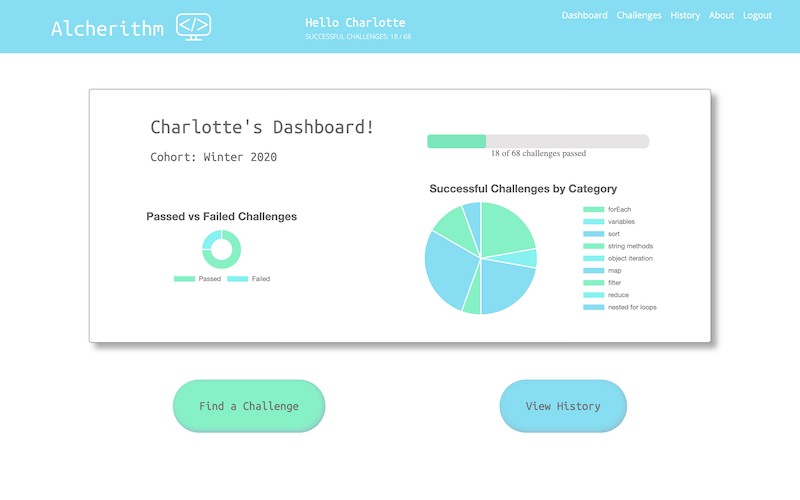 Alcherithm </>
Hello Charlotte
SUCCESSFUL CHALLENGES: 18 / 68
Dashboard Challenges History About Logout
Charlotte's Dashboard!
Cohort: Winter 2020
18 of 68 challenges passed
Passed vs Failed Challenges
Passed Failed
Successful Challenges by Category
forEach
variables
sort
string methods
object iteration
map
filter
reduce
nested for loops
Find a Challenge
View History